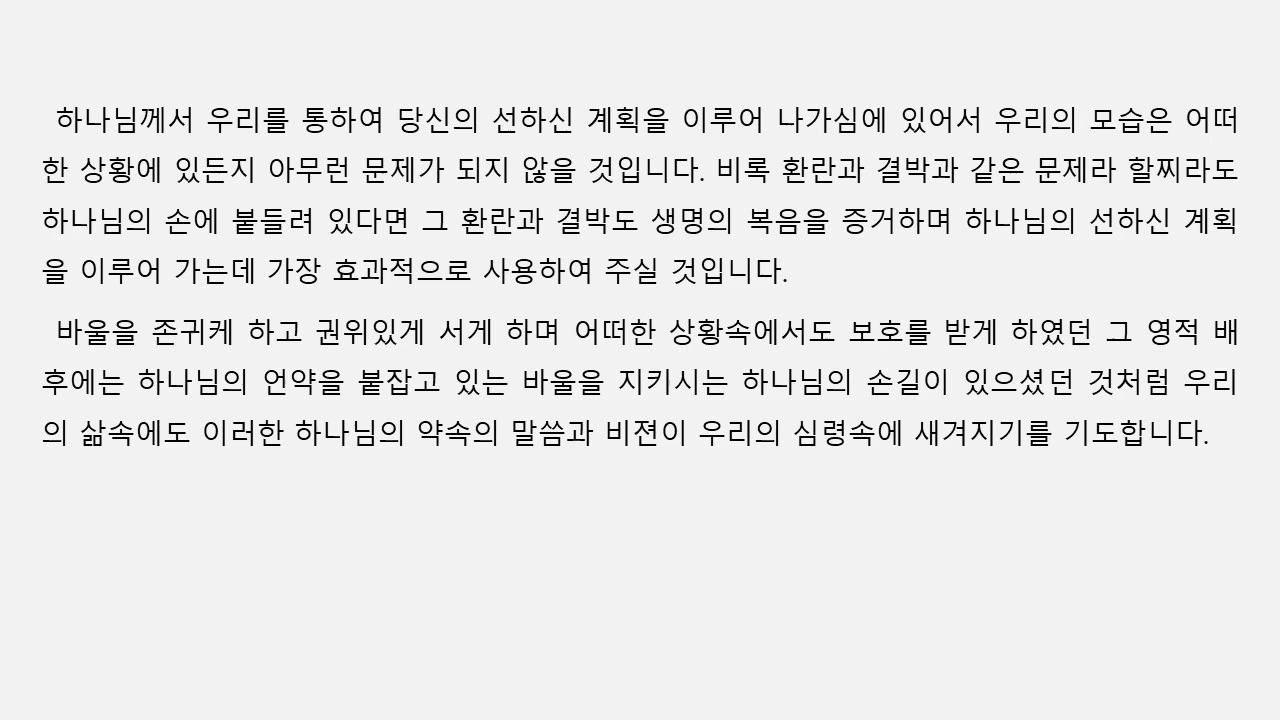 하나님께서 우리를 통하여 당신의 선하신 계획을 이루어 나가심에 있어서 우리의 모습은 어떠
한 상황에 있든지 아무런 문제가 되지 않을 것입니다. 비록 환란과 결박과 같은 문제라 할찌라도
하나님의 손에 붙들려 있다면 그 환란과 결박도 생명의 복음을 증거하며 하나님의 선하신 계획
을 이루어 가는데 가장 효과적으로 사용하여 주실 것입니다.
바울을 존귀케 하고 권위있게 서게 하며 어떠한 상황속에서도 보호를 받게 하였던 그 영적 배
후에는 하나님의 언약을 붙잡고 있는 바울을 지키시는 하나님의 손길이 있으셨던 것처럼 우리
의 삶속에도 이러한 하나님의 약속의 말씀과 비젼이 우리의 심령속에 새겨지기를 기도합니다.